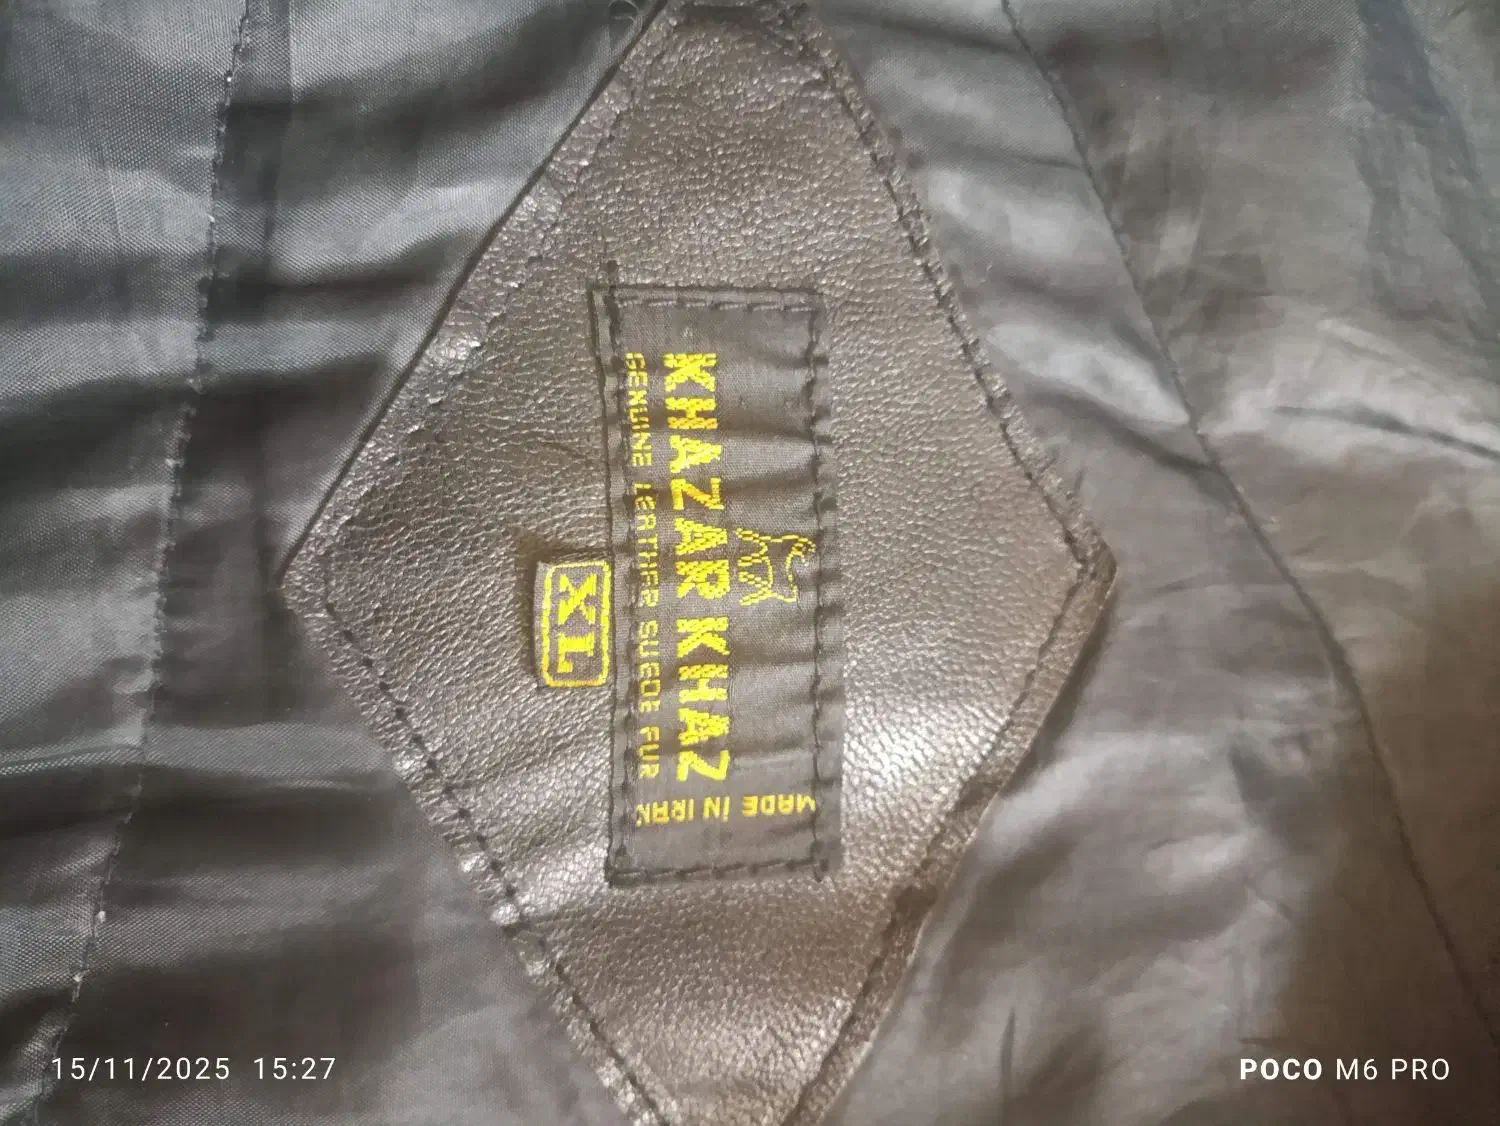 KHAZAR KHAZ
GENUINE LEATHER SUEDE FUR
MADE IN IRAN
XL
15/11/2025 15:27
POCO M6 PRO